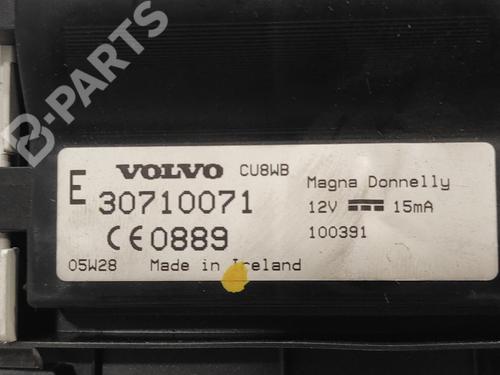 B-PARTS
VOLVO CU8WB
E 30710071
CE0889
05W28 Made in Ireland
Magna Donnelly
12V 15mA
100391